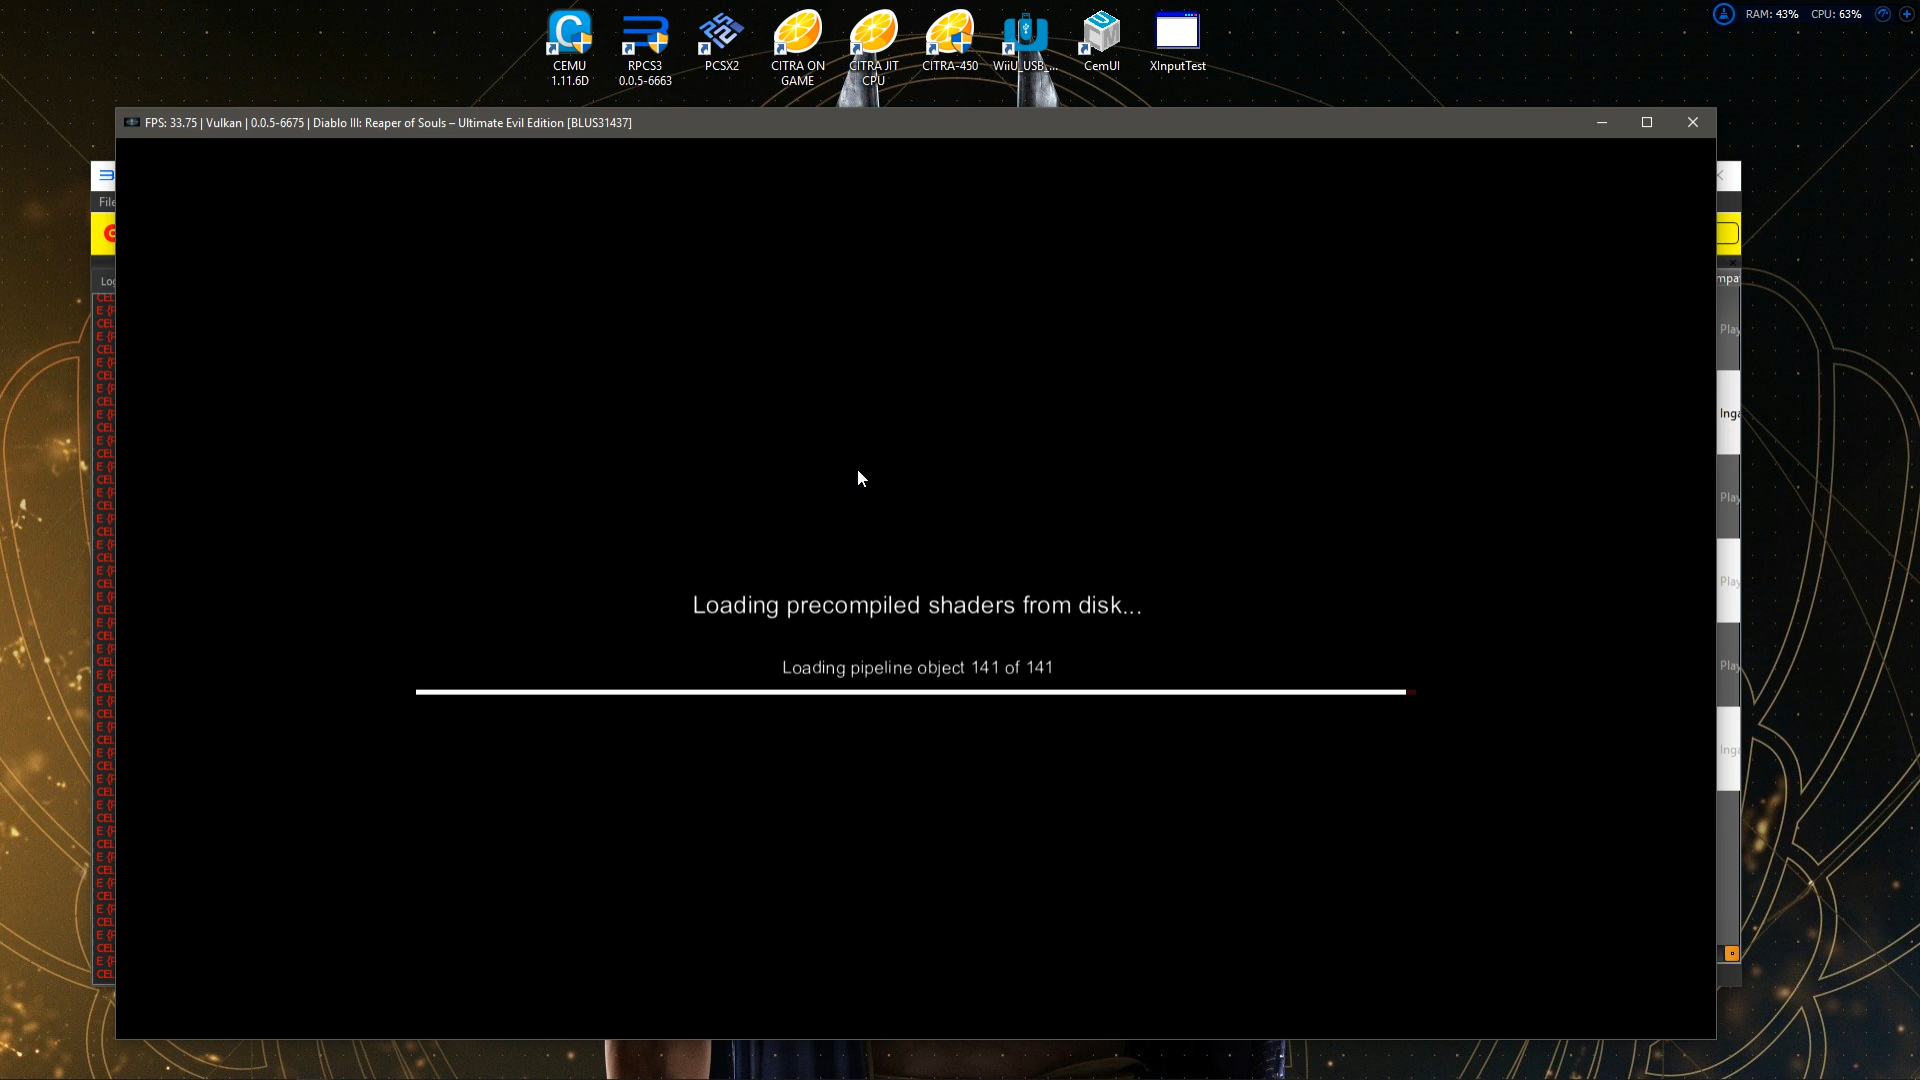 RAM: 43% CPU: 63%
CEMU
1.11.6D
RPCS3
0.0.5-6663
PCSX2
CITRA ON
GAME
CITRA JIT
CPU
CITRA-450
WiiU_USB_...
CemUI
XInputTest
FPS: 33.75 | Vulkan | 0.0.5-6675 | Diablo III: Reaper of Souls – Ultimate Evil Edition [BLUS31437]
File
Loading precompiled shaders from disk...
Loading pipeline object 141 of 141